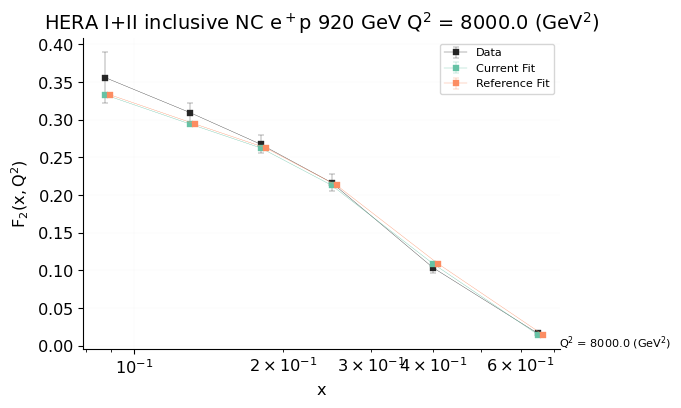 HERA I+II inclusive NC e⁺p 920 GeV Q² = 8000.0 (GeV²)
Data
Current Fit
Reference Fit
F₂(x, Q²)
0.40
0.35
0.30
0.25
0.20
0.15
0.10
0.05
0.00
Q² = 8000.0 (GeV²)
10⁻¹ 2 × 10⁻¹ 3 × 10⁻¹ 4 × 10⁻¹ 6 × 10⁻¹
x